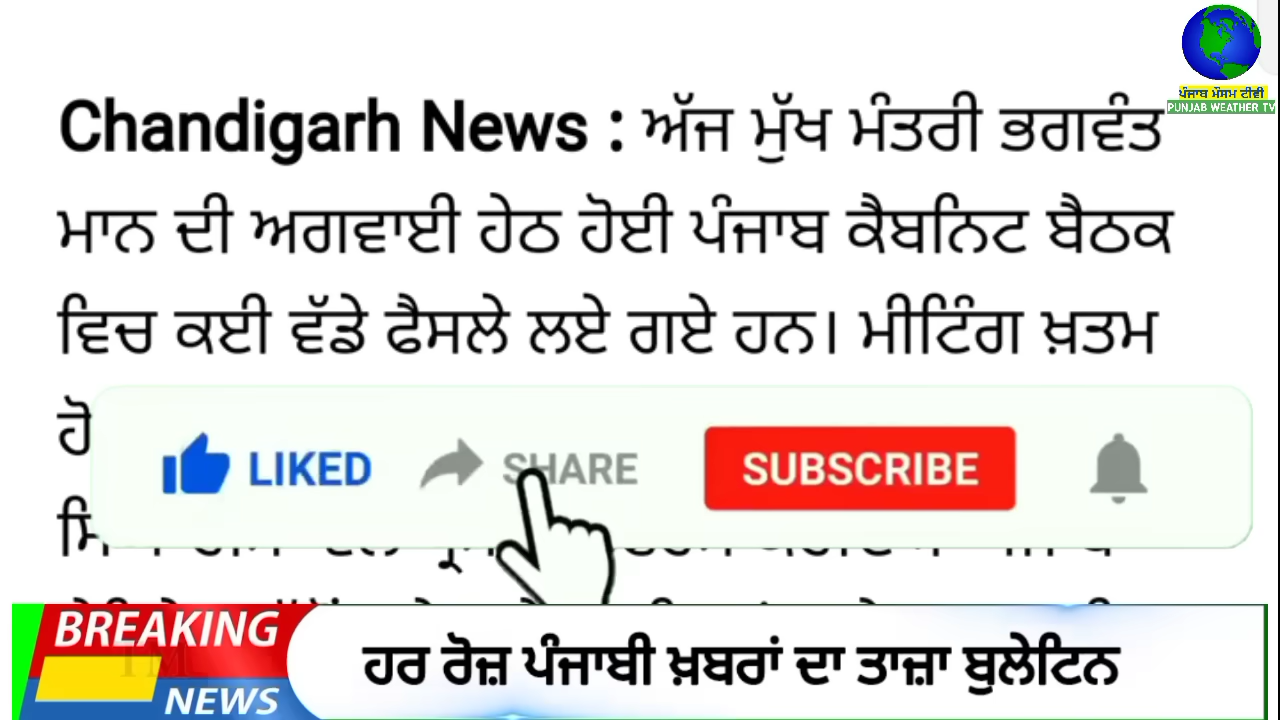 ਪੰਜਾਬ ਮੌਸਮ ਟੀਵੀ
PUNJAB WEATHER TV
Chandigarh News : ਅੱਜ ਮੁੱਖ ਮੰਤਰੀ ਭਗਵੰਤ
ਮਾਨ ਦੀ ਅਗਵਾਈ ਹੇਠ ਹੋਈ ਪੰਜਾਬ ਕੈਬਨਿਟ ਬੈਠਕ
ਵਿਚ ਕਈ ਵੱਡੇ ਫੈਸਲੇ ਲਏ ਗਏ ਹਨ। ਮੀਟਿੰਗ ਖ਼ਤਮ
LIKED SHARE SUBSCRIBE
BREAKING
NEWS
ਹਰ ਰੋਜ਼ ਪੰਜਾਬੀ ਖ਼ਬਰਾਂ ਦਾ ਤਾਜ਼ਾ ਬੁਲੇਟਿਨ